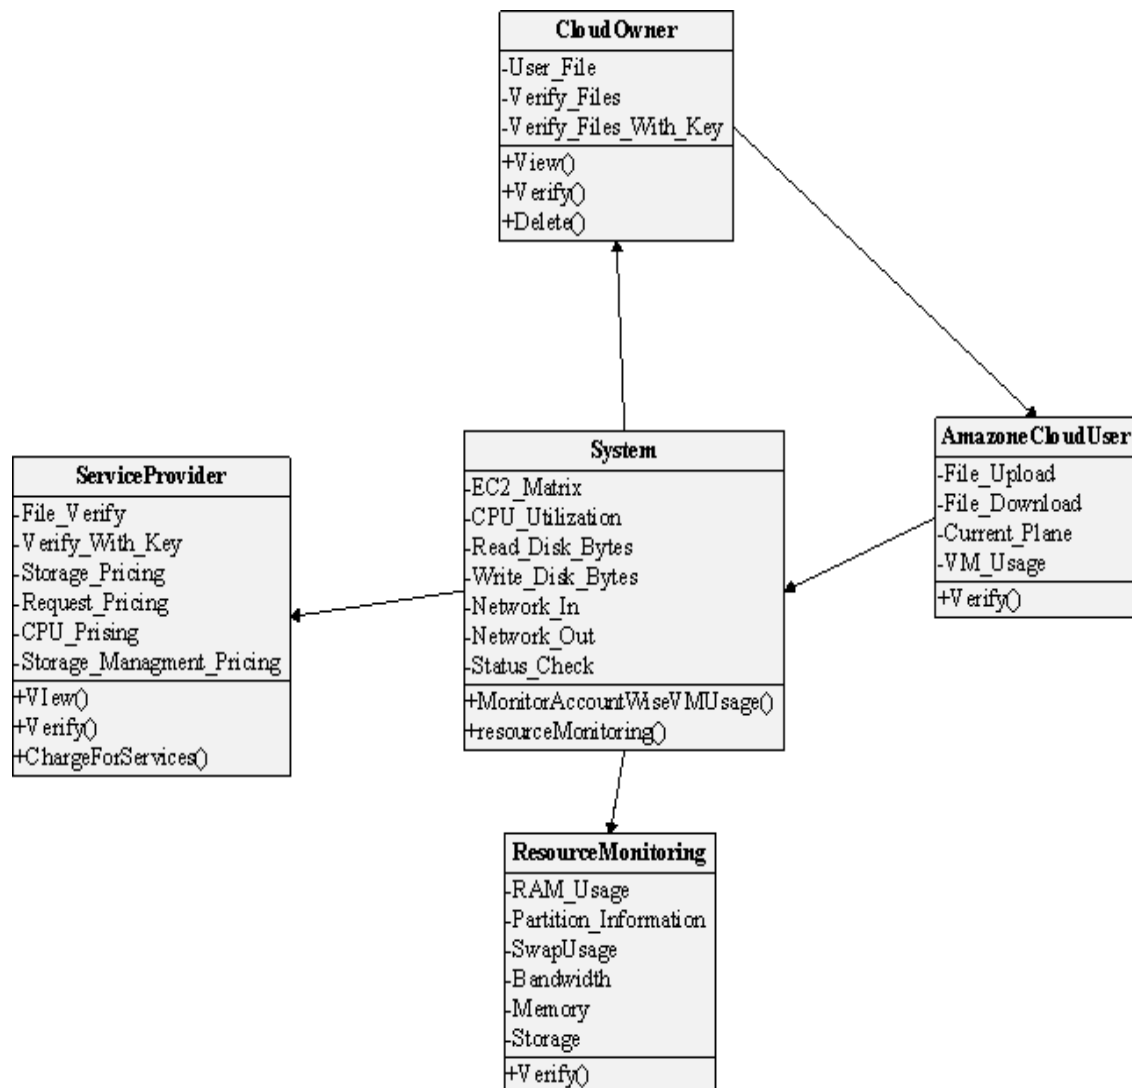 CloudOwner
-User_File
-Verify_Files
-Verify_Files_With_Key
+View()
+Verify()
+Delete()
AmazoneCloudUser
-File_Upload
-File_Download
-Current_Plane
-VM_Usage
+Verify()
System
-EC2_Matrix
-CPU_Utilization
-Read_Disk_Bytes
-Write_Disk_Bytes
-Network_In
-Network_Out
-Status_Check
+MonitorAccountWiseVMUsage()
+resourceMonitoring()
ServiceProvider
-File_Verify
-Verify_With_Key
-Storage_Pricing
-Request_Pricing
-CPU_Prising
-Storage_Managment_Pricing
+VIew()
+Verify()
+ChargeForServices()
ResourceMonitoring
-RAM_Usage
-Partition_Information
-SwapUsage
-Bandwidth
-Memory
-Storage
+Verify()